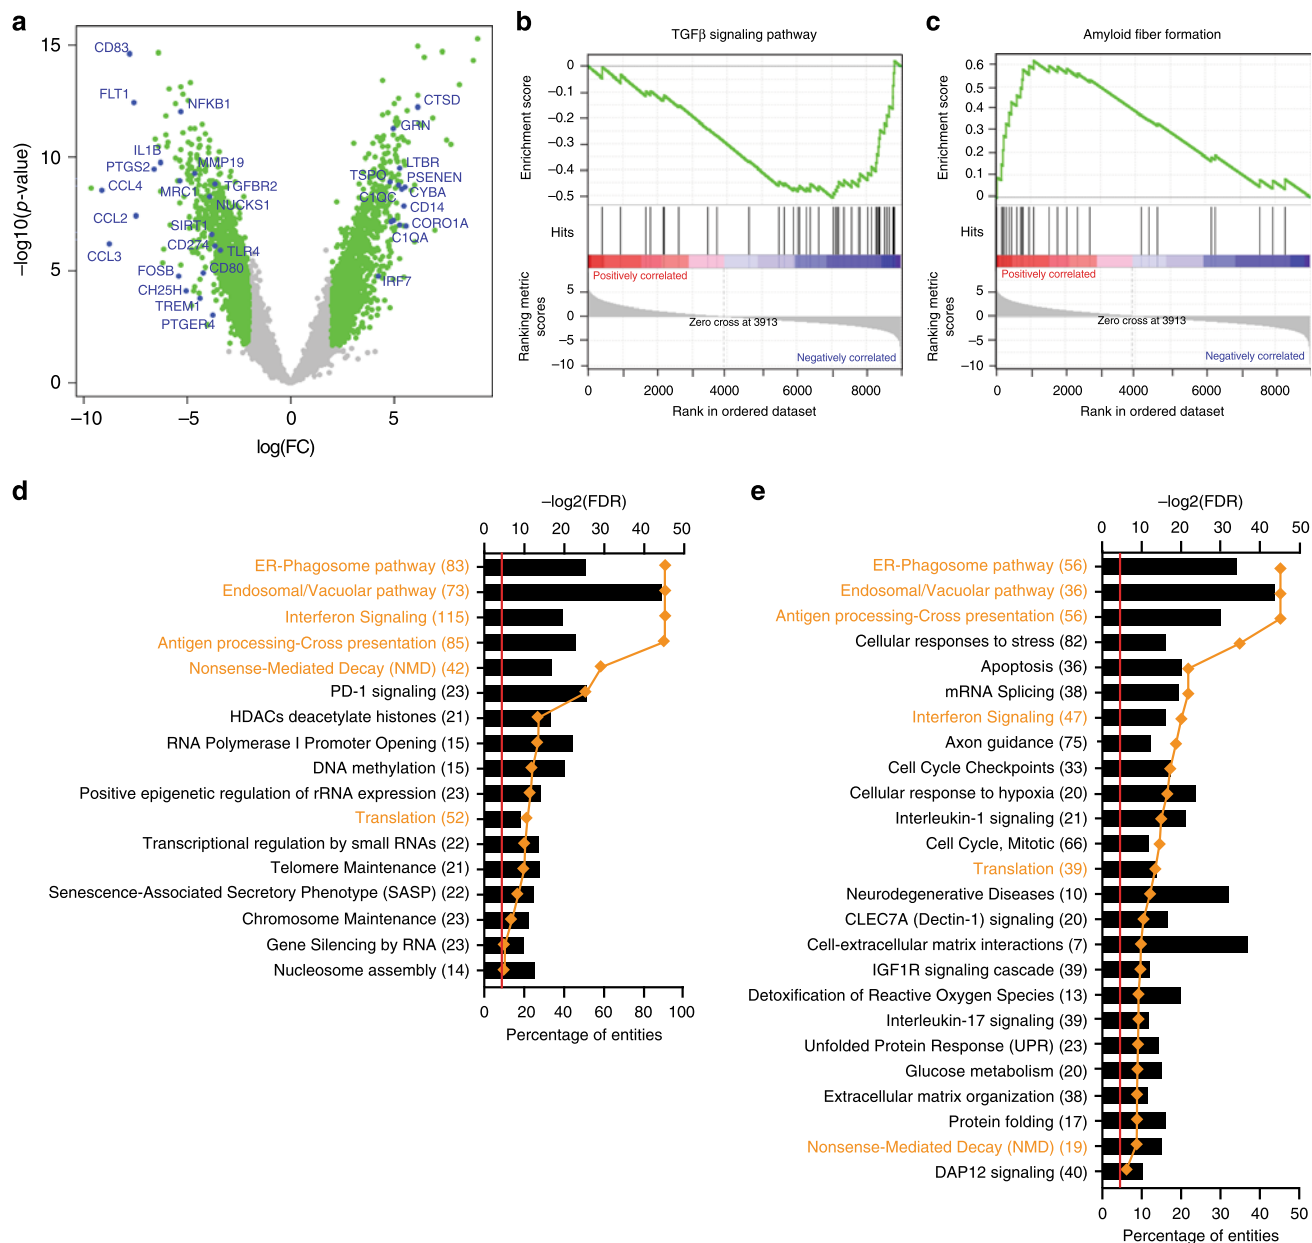 a
15
10
5
0
−10
−5
0
5
−log10(p-value)
log(FC)
CD83
FLT1
NFKB1
CTSD
GRN
IL1B
PTGS2
MMP19
CCL4
MRC1
TGFBR2
NUCKS1
CCL2
SIRT1
CD274
TLR4
CCL3
FOSB
CD80
CH25H
TREM1
PTGER4
LTBR
TSPO
PSENEN
C1QC
CYBA
CD14
CORO1A
C1QA
IRF7
b
TGFβ signaling pathway
Enrichment score
0
−0.1
−0.2
−0.3
−0.4
−0.5
Hits
Positively correlated
Ranking metric
scores
5
0
−5
−10
Zero cross at 3913
Negatively correlated
0
2000
4000
6000
8000
Rank in ordered dataset
c
Amyloid fiber formation
Enrichment score
0.6
0.5
0.4
0.3
0.2
0.1
0
Hits
Positively correlated
Ranking metric
scores
5
0
−5
−10
Zero cross at 3913
Negatively correlated
0
2000
4000
6000
8000
Rank in ordered dataset
d
−log2(FDR)
0 10 20 30 40 50
ER-Phagosome pathway (83)
Endosomal/Vacuolar pathway (73)
Interferon Signaling (115)
Antigen processing-Cross presentation (85)
Nonsense-Mediated Decay (NMD) (42)
PD-1 signaling (23)
HDACs deacetylate histones (21)
RNA Polymerase I Promoter Opening (15)
DNA methylation (15)
Positive epigenetic regulation of rRNA expression (23)
Translation (52)
Transcriptional regulation by small RNAs (22)
Telomere Maintenance (21)
Senescence-Associated Secretory Phenotype (SASP) (22)
Chromosome Maintenance (23)
Gene Silencing by RNA (23)
Nucleosome assembly (14)
0 20 40 60 80 100
Percentage of entities
e
−log2(FDR)
0 10 20 30 40 50
ER-Phagosome pathway (56)
Endosomal/Vacuolar pathway (36)
Antigen processing-Cross presentation (56)
Cellular responses to stress (82)
Apoptosis (36)
mRNA Splicing (38)
Interferon Signaling (47)
Axon guidance (75)
Cell Cycle Checkpoints (33)
Cellular response to hypoxia (20)
Interleukin-1 signaling (21)
Cell Cycle, Mitotic (66)
Translation (39)
Neurodegenerative Diseases (10)
CLEC7A (Dectin-1) signaling (20)
Cell-extracellular matrix interactions (7)
IGF1R signaling cascade (39)
Detoxification of Reactive Oxygen Species (13)
Interleukin-17 signaling (39)
Unfolded Protein Response (UPR) (23)
Glucose metabolism (20)
Extracellular matrix organization (38)
Protein folding (17)
Nonsense-Mediated Decay (NMD) (19)
DAP12 signaling (40)
0 10 20 30 40 50
Percentage of entities